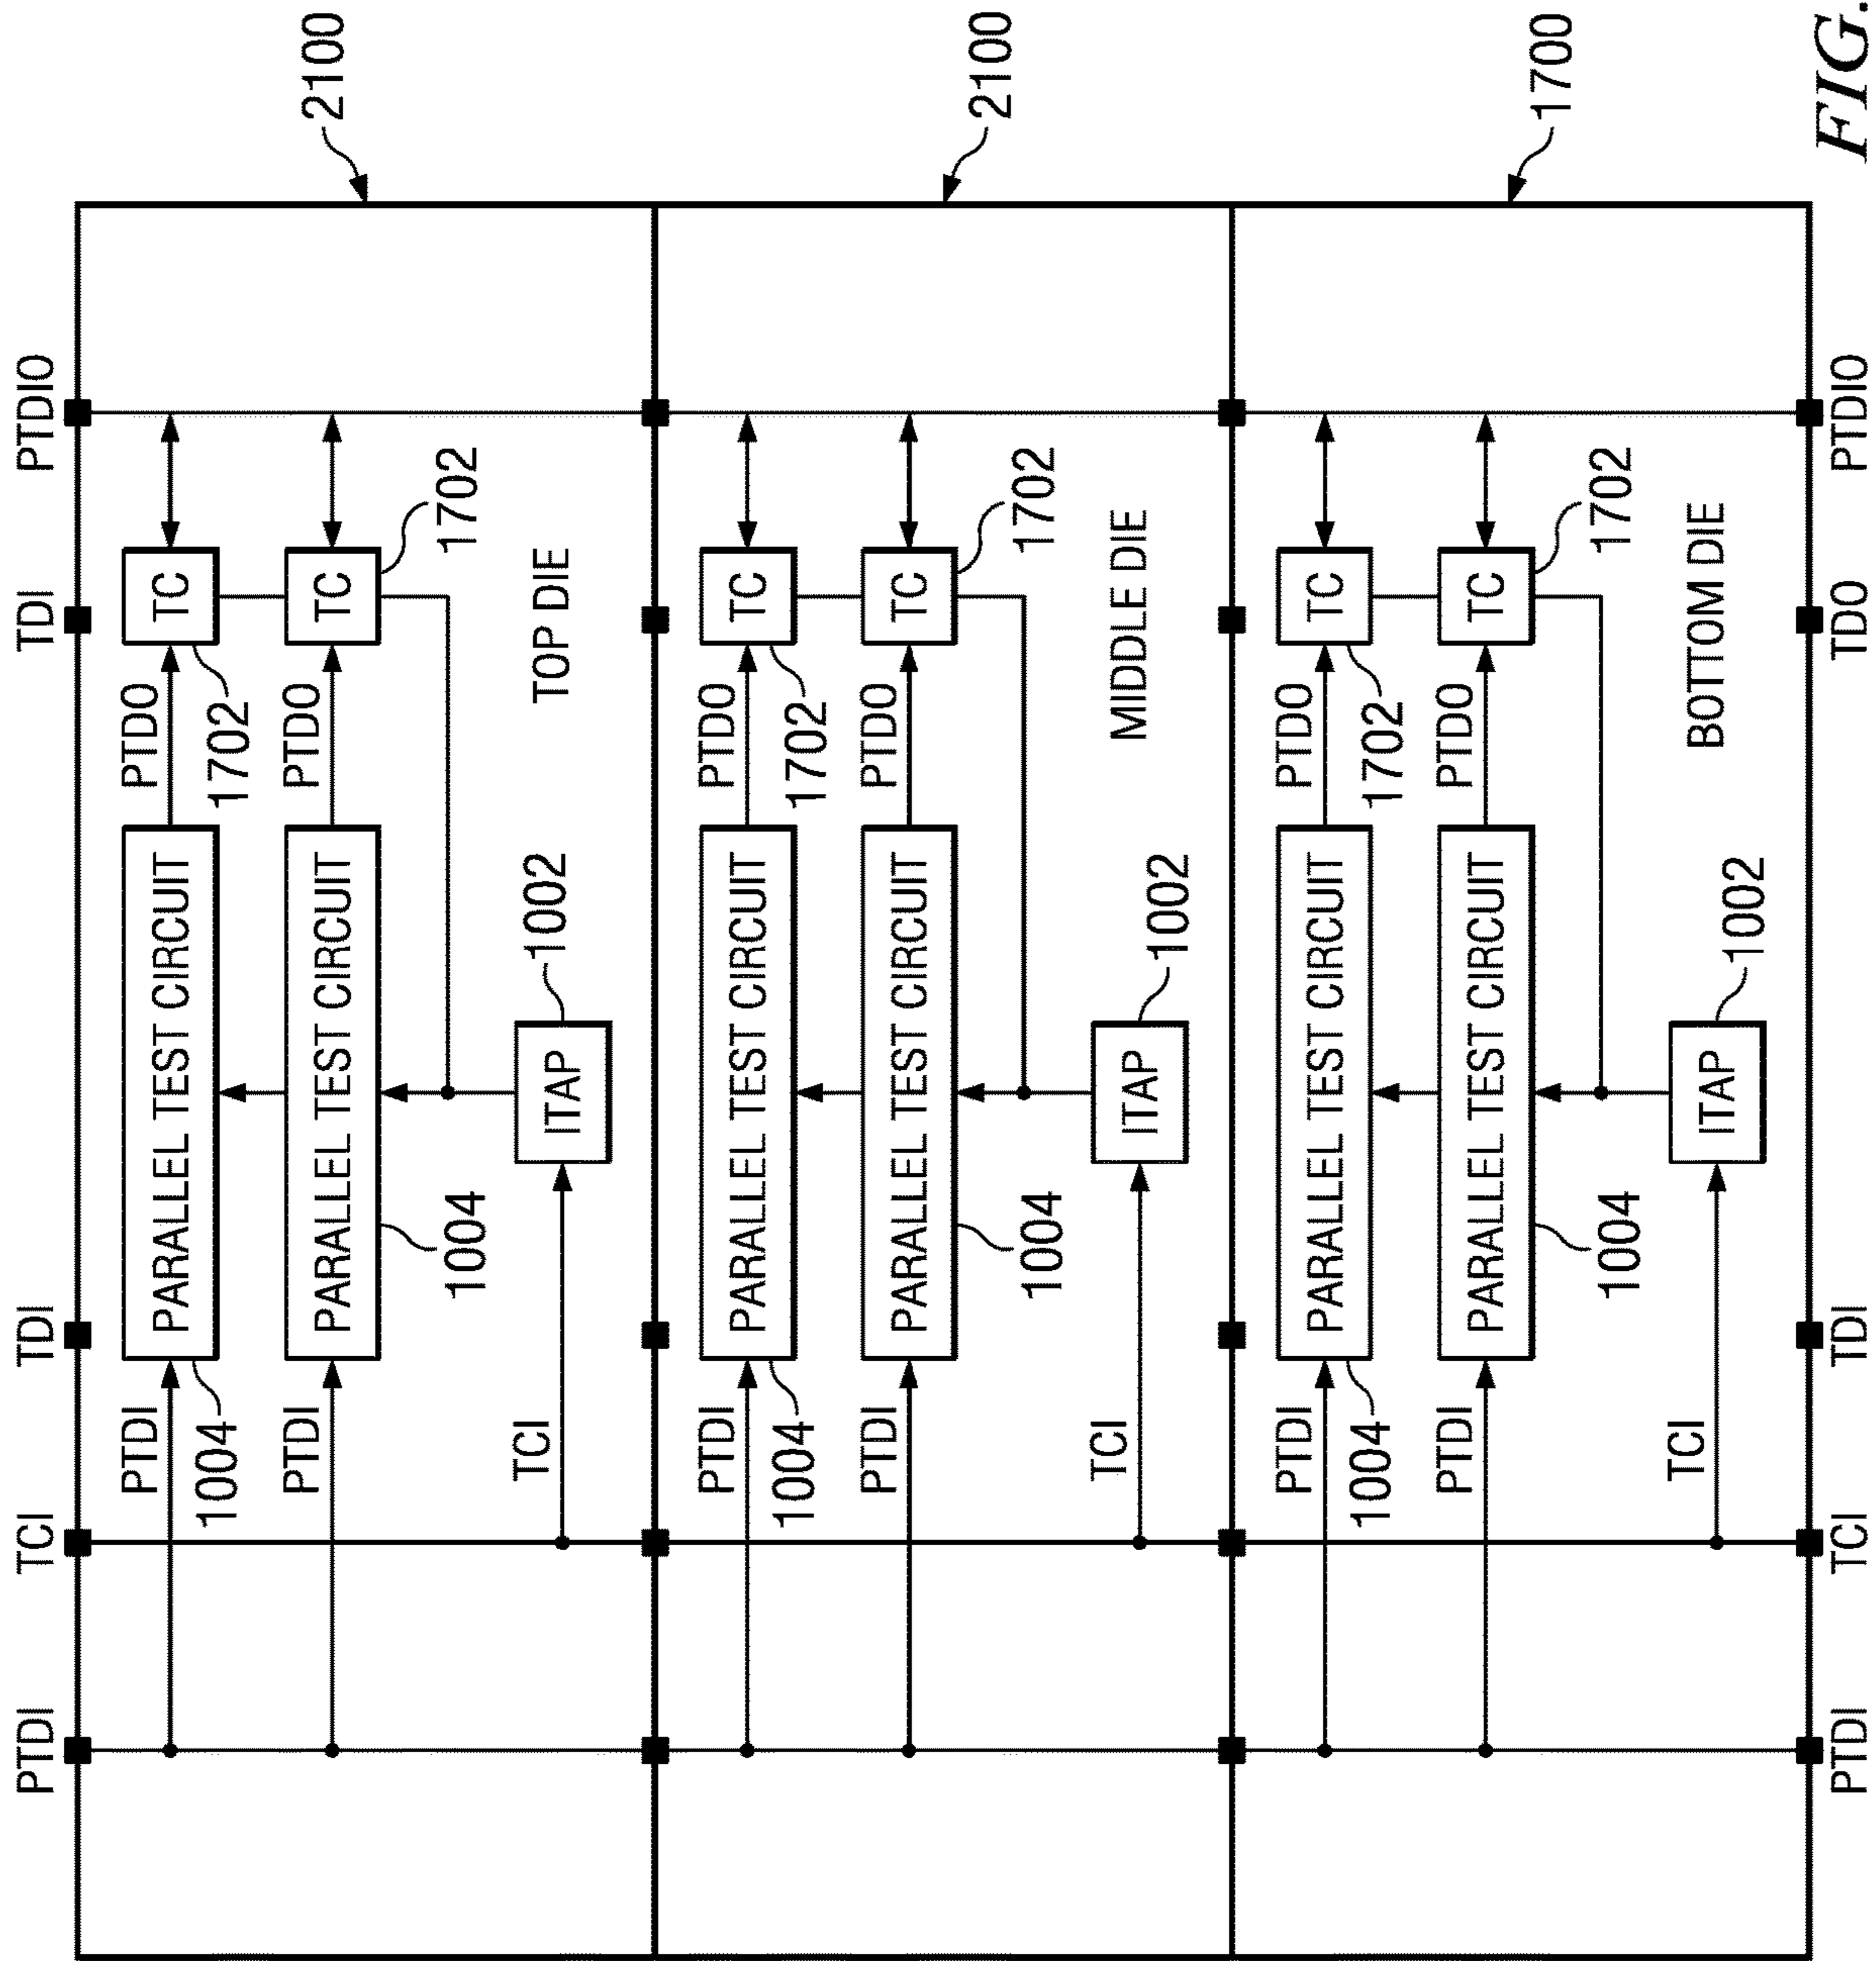 PTDI TCI TDI TDI PTDIO
PTDI PARALLEL TEST CIRCUIT PTDO TC
1004 1702
PTDI PARALLEL TEST CIRCUIT PTDO TC 2100
1004 1702
TCI ITAP 1002 TOP DIE
PTDI PARALLEL TEST CIRCUIT PTDO TC
1004 1702
PTDI PARALLEL TEST CIRCUIT PTDO TC 2100
1004 1702
TCI ITAP 1002 MIDDLE DIE
PTDI PARALLEL TEST CIRCUIT PTDO TC
1004 1702
PTDI PARALLEL TEST CIRCUIT PTDO TC 1700
1004 1702
TCI ITAP 1002 BOTTOM DIE
PTDI TCI TDI TDO PTDIO
FIG.